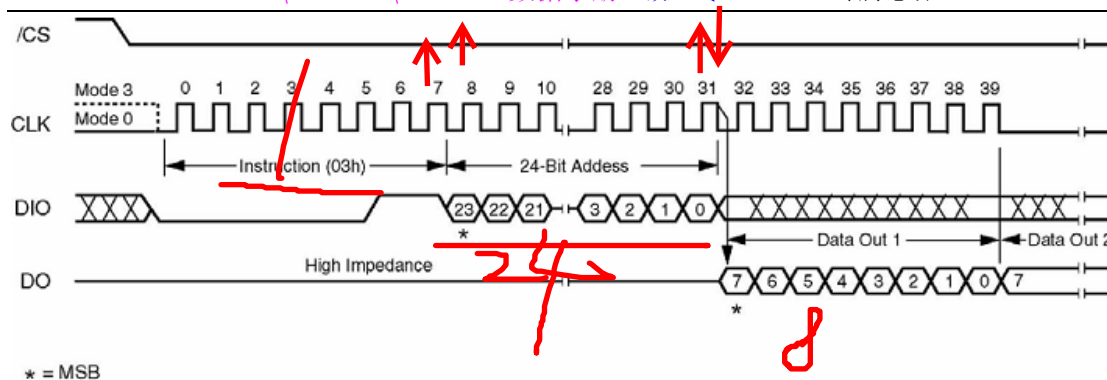 /CS
Mode 3
Mode 0
0 1 2 3 4 5 6 7 8 9 10 28 29 30 31 32 33 34 35 36 37 38 39
CLK
Instruction (03h)
24-Bit Addess
DIO
23 22 21 3 2 1 0
*
24
Data Out 1
Data Out 2
High Impedance
DO
7 6 5 4 3 2 1 0 7
*
8
* = MSB